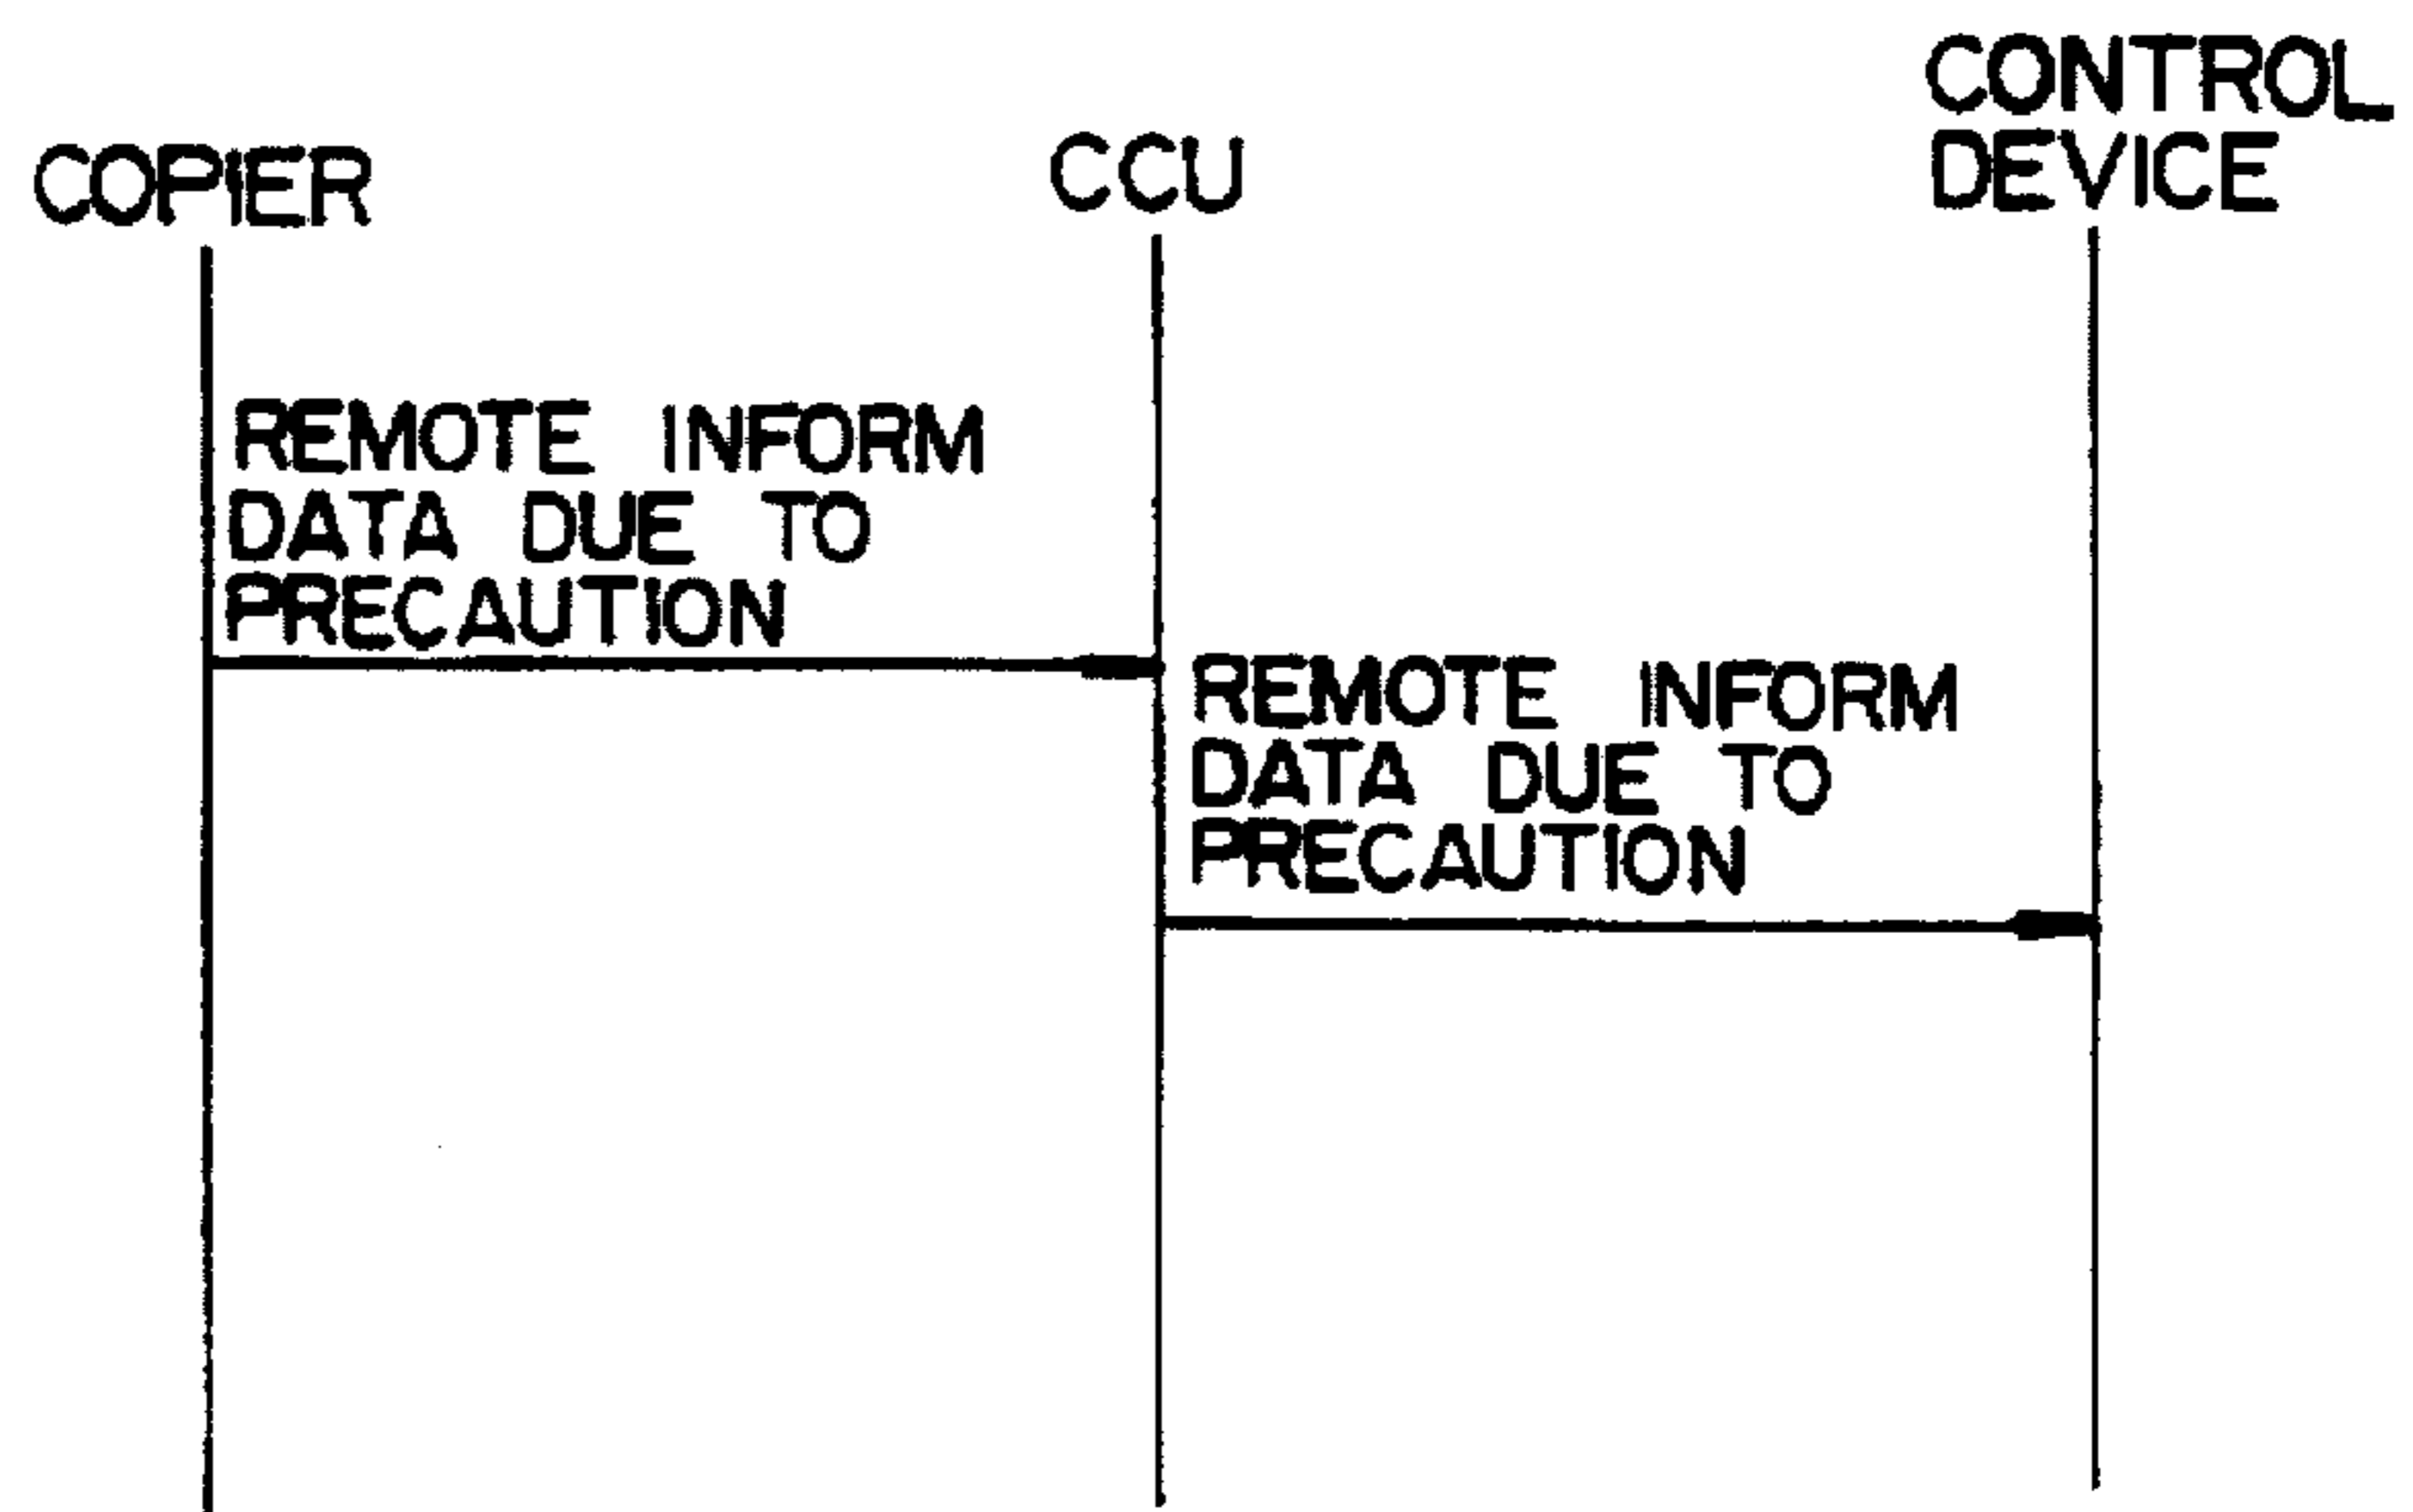 CONTROL
DEVICE
COPIER
CCU
REMOTE INFORM
DATA DUE TO
PRECAUTION
REMOTE INFORM
DATA DUE TO
PRECAUTION